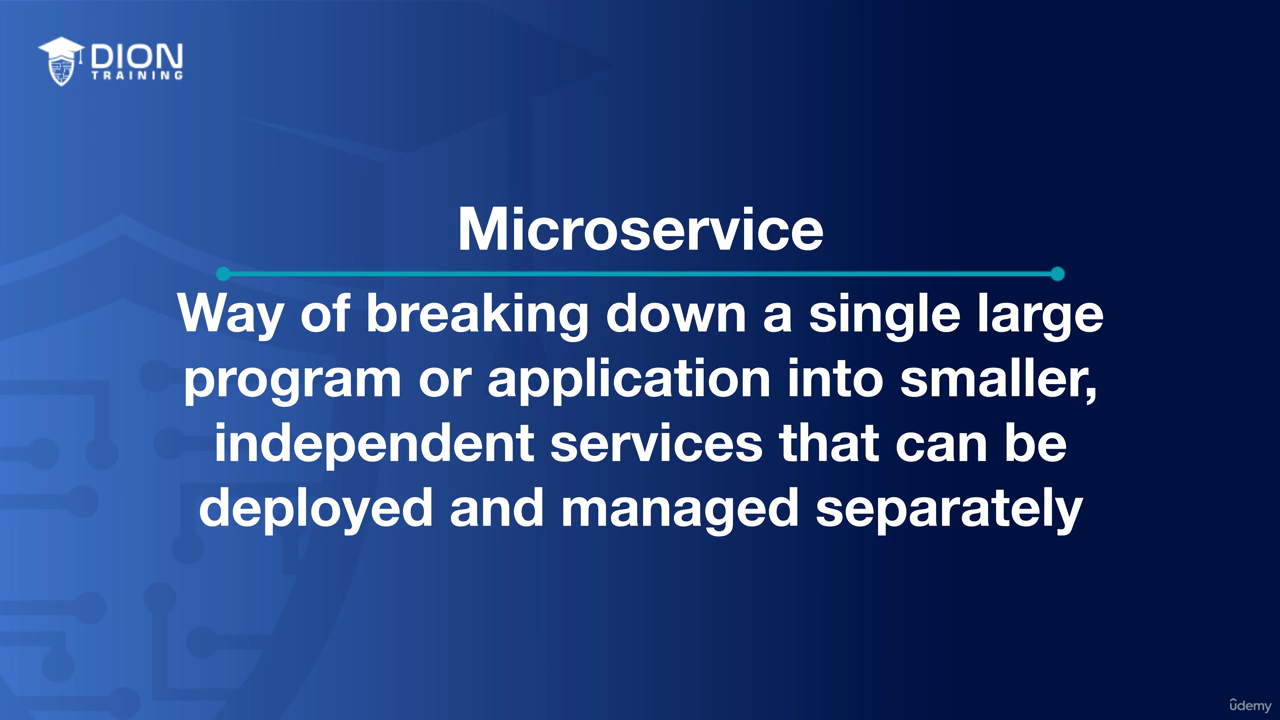 DION
TRAINING
Microservice
Way of breaking down a single large
program or application into smaller,
independent services that can be
deployed and managed separately
ûdemy